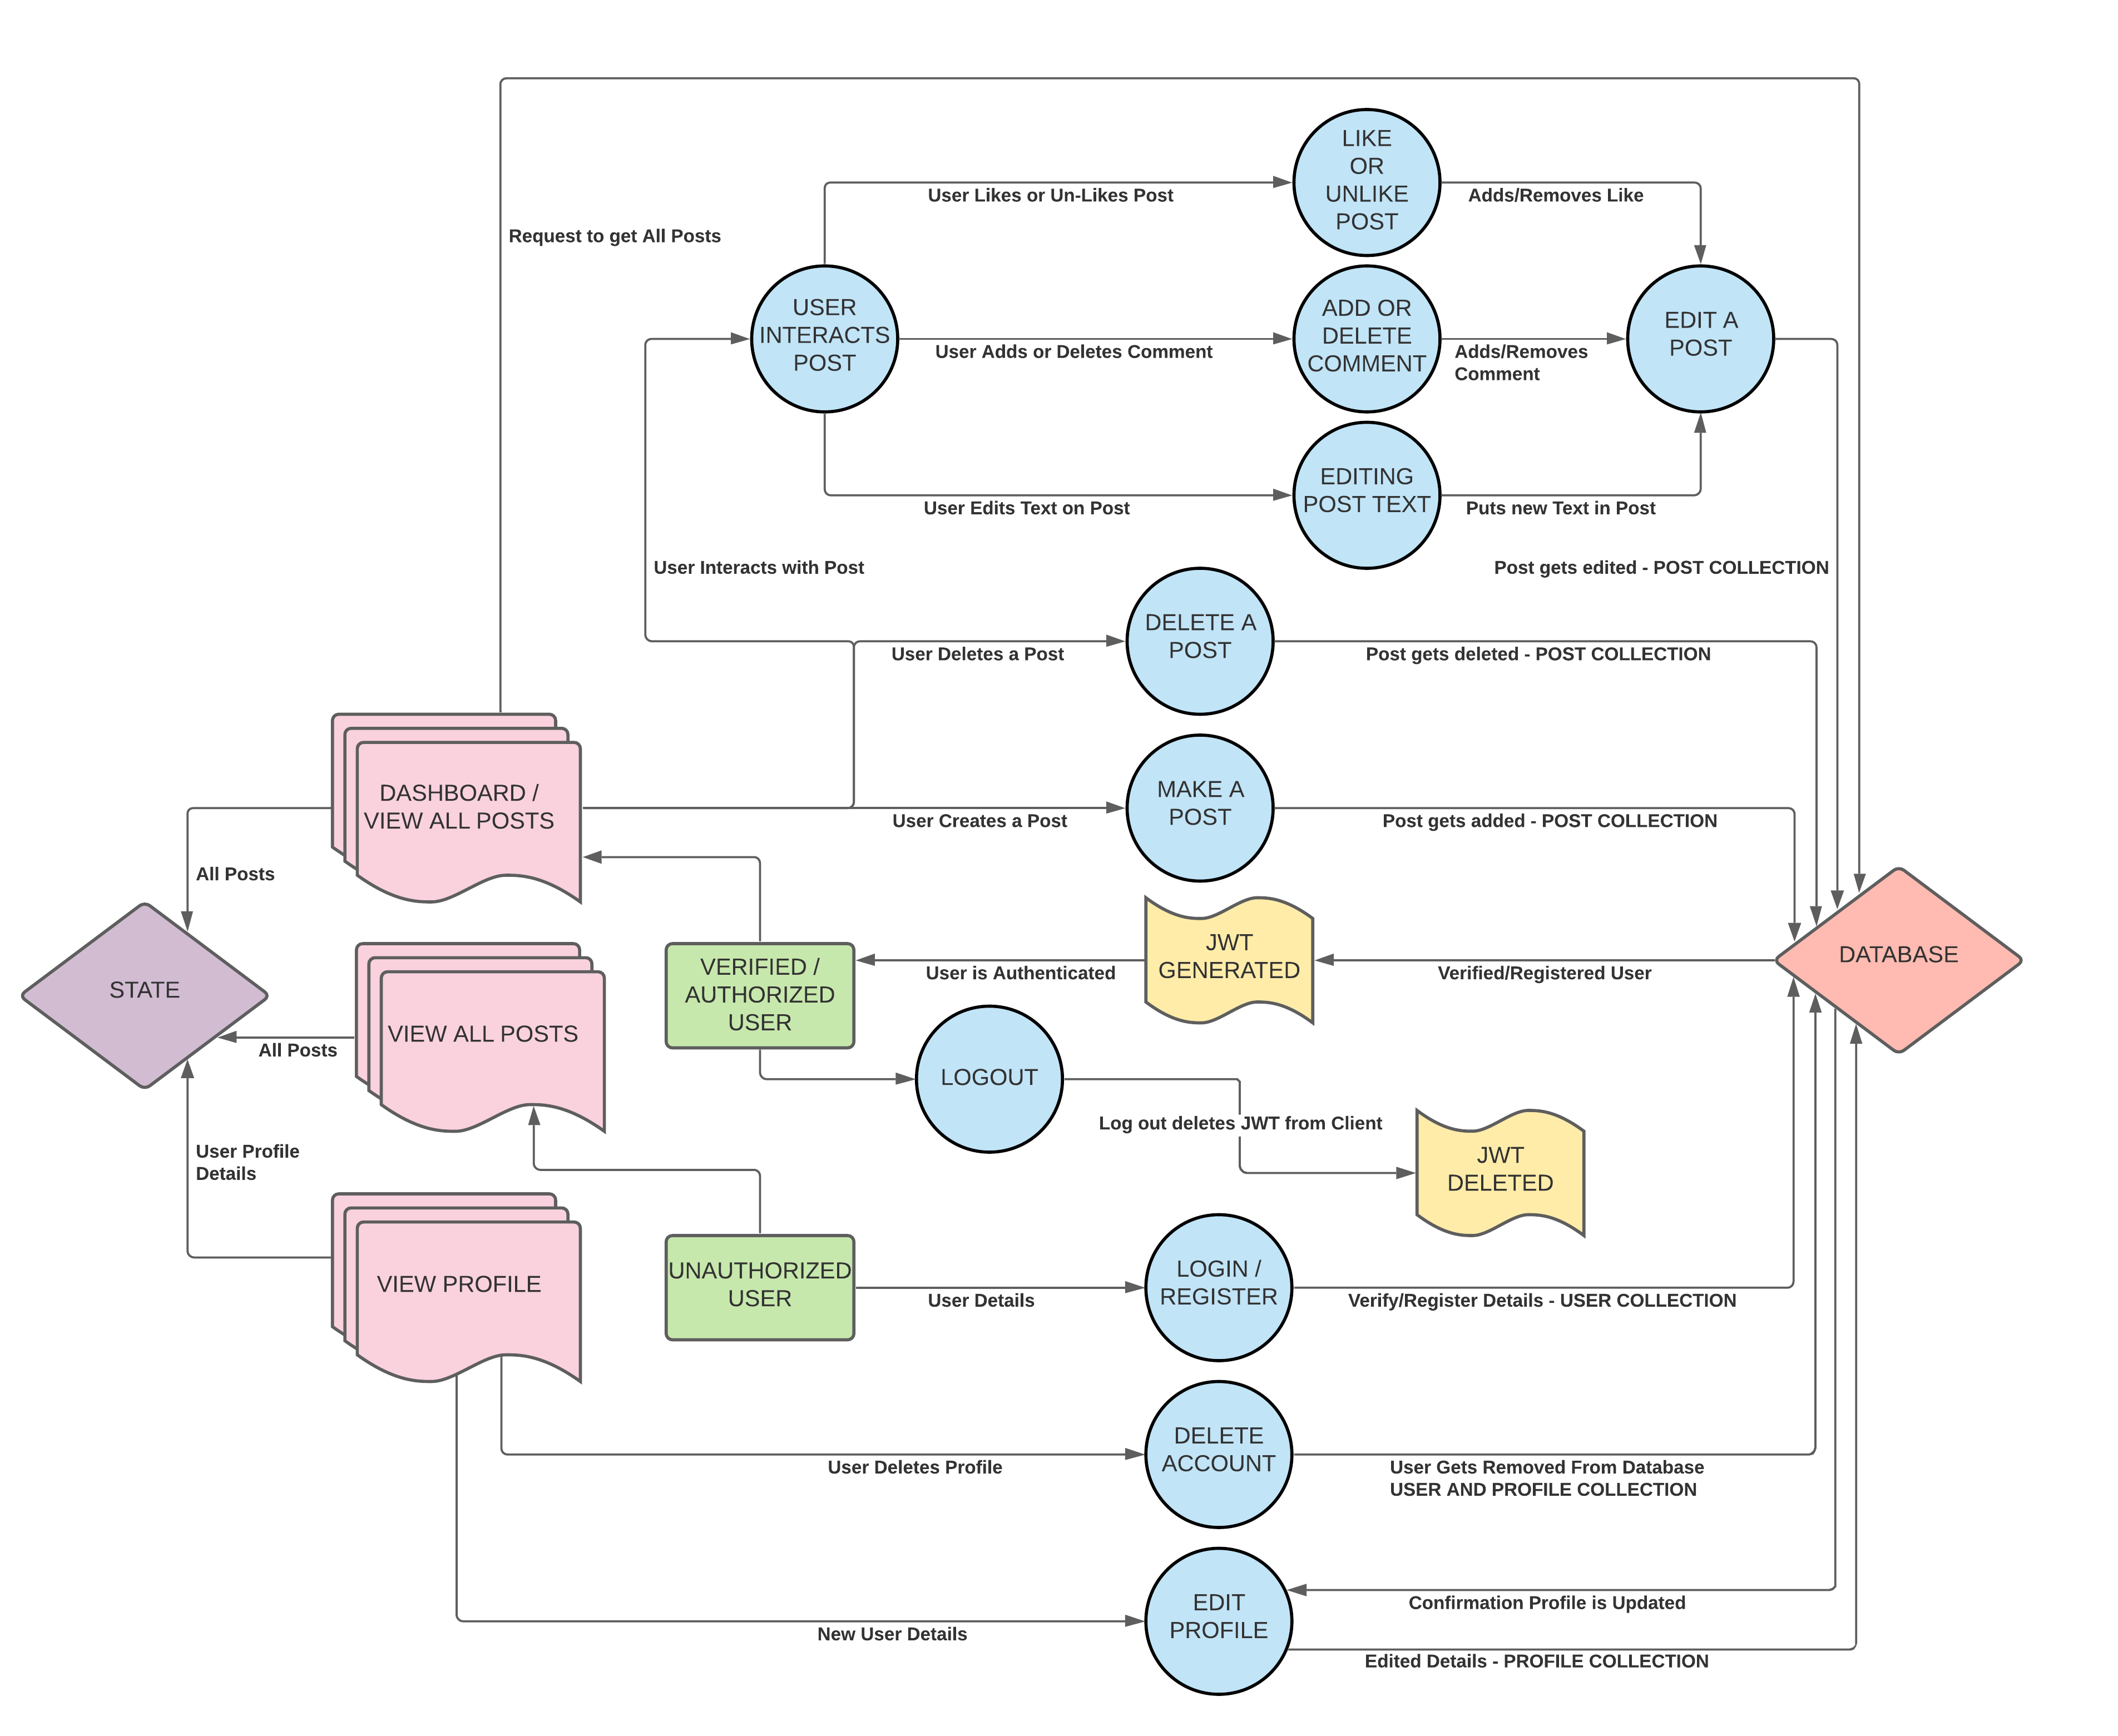 LIKE
OR
UNLIKE
POST
User Likes or Un-Likes Post
Adds/Removes Like
Request to get All Posts
USER
INTERACTS
POST
ADD OR
DELETE
COMMENT
EDIT A
POST
User Adds or Deletes Comment
Adds/Removes
Comment
EDITING
POST TEXT
User Edits Text on Post
Puts new Text in Post
User Interacts with Post
Post gets edited - POST COLLECTION
DELETE A
POST
User Deletes a Post
Post gets deleted - POST COLLECTION
DASHBOARD /
VIEW ALL POSTS
MAKE A
POST
User Creates a Post
Post gets added - POST COLLECTION
All Posts
STATE
VERIFIED /
AUTHORIZED
USER
User is Authenticated
JWT
GENERATED
Verified/Registered User
DATABASE
VIEW ALL POSTS
All Posts
LOGOUT
Log out deletes JWT from Client
JWT
DELETED
User Profile
Details
VIEW PROFILE
UNAUTHORIZED
USER
User Details
LOGIN /
REGISTER
Verify/Register Details - USER COLLECTION
DELETE
ACCOUNT
User Deletes Profile
User Gets Removed From Database
USER AND PROFILE COLLECTION
EDIT
PROFILE
Confirmation Profile is Updated
New User Details
Edited Details - PROFILE COLLECTION